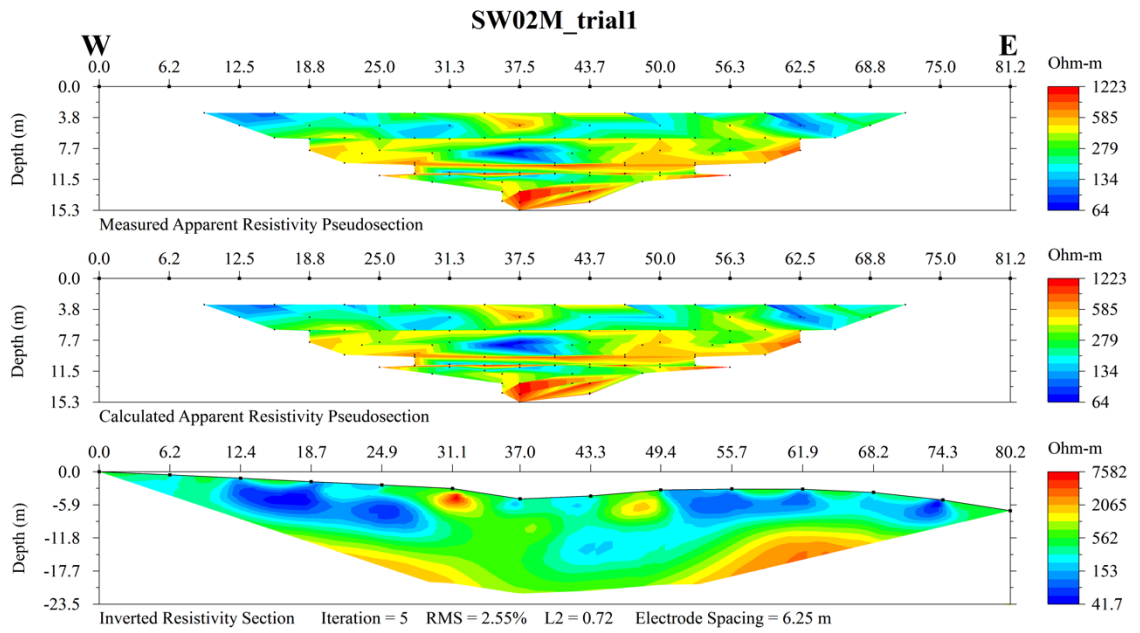 SW02M_trial1
W E
0.0 6.2 12.5 18.8 25.0 31.3 37.5 43.7 50.0 56.3 62.5 68.8 75.0 81.2
Ohm-m
Depth (m)
0.0
3.8
7.7
11.5
15.3
1223
585
279
134
64
Measured Apparent Resistivity Pseudosection
0.0 6.2 12.5 18.8 25.0 31.3 37.5 43.7 50.0 56.3 62.5 68.8 75.0 81.2
Ohm-m
Depth (m)
0.0
3.8
7.7
11.5
15.3
1223
585
279
134
64
Calculated Apparent Resistivity Pseudosection
0.0 6.2 12.4 18.7 24.9 31.1 37.0 43.3 49.4 55.7 61.9 68.2 74.3 80.2
Ohm-m
Depth (m)
0.0
-5.9
-11.8
-17.7
-23.5
7582
2065
562
153
41.7
Inverted Resistivity Section Iteration = 5 RMS = 2.55% L2 = 0.72 Electrode Spacing = 6.25 m